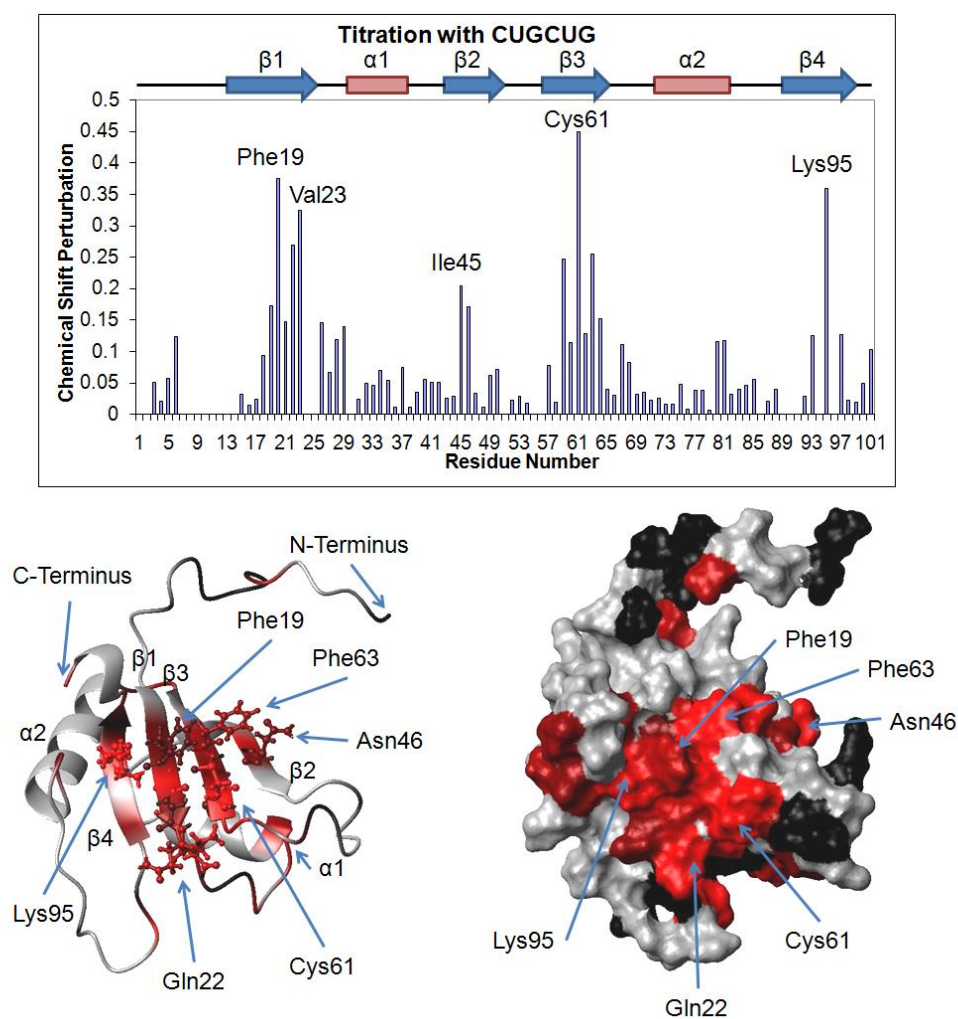 Titration with CUGCUG
β1 α1 β2 β3 α2 β4
0.5
0.45
0.4
0.35
0.3
0.25
0.2
0.15
0.1
0.05
0
Chemical Shift Perturbation
Phe19
Val23
Ile45
Cys61
Lys95
1 5 9 13 17 21 25 29 33 37 41 45 49 53 57 61 65 69 73 77 81 85 89 93 97 101
Residue Number
N-Terminus
C-Terminus
Phe19
β1
β3
Phe63
α2
Asn46
β2
β4
α1
Lys95
Cys61
Gln22
Phe19
Phe63
Asn46
Lys95
Cys61
Gln22